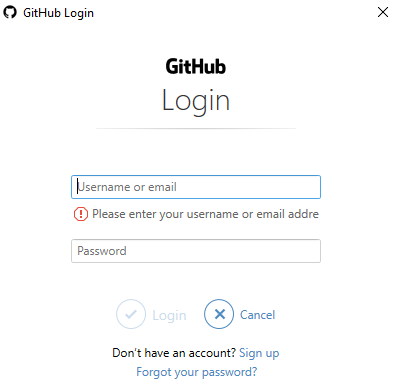 GitHub Login
GitHub
Login
Username or email
Please enter your username or email addre
Password
Login Cancel
Don't have an account? Sign up
Forgot your password?